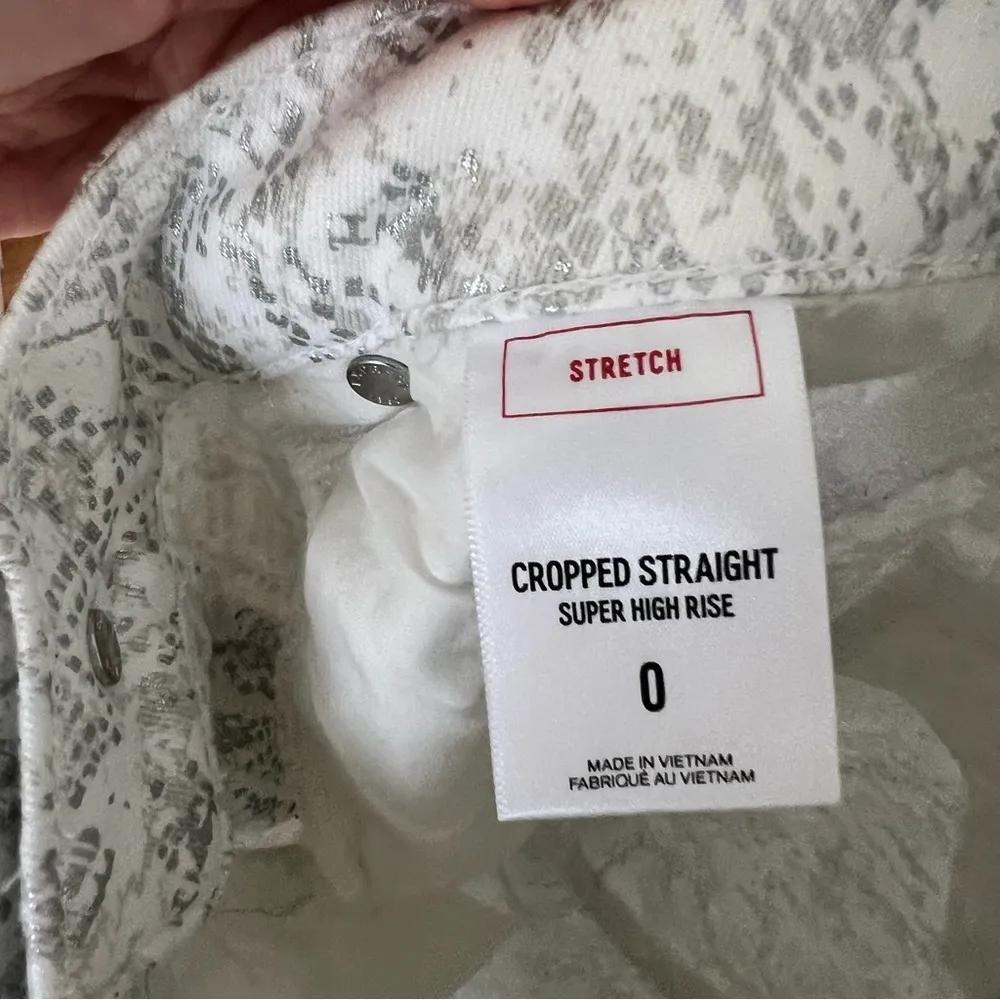 STRETCH
CROPPED STRAIGHT
SUPER HIGH RISE
0
MADE IN VIETNAM
FABRIQUÉ AU VIETNAM